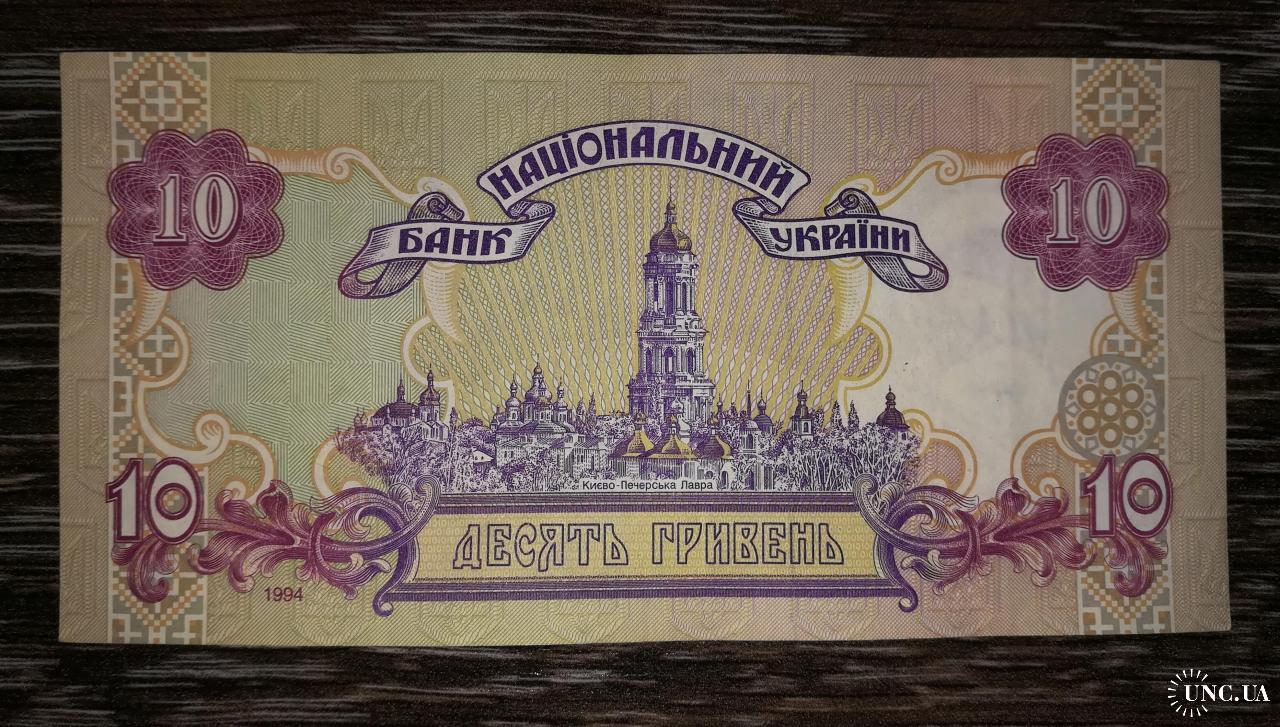 НАЦІОНАЛЬНИЙ
БАНК УКРАЇНИ
10 10
Києво-Печерська Лавра
10 10
ДЕСЯТЬ ГРИВЕНЬ
1994
UNC.UA